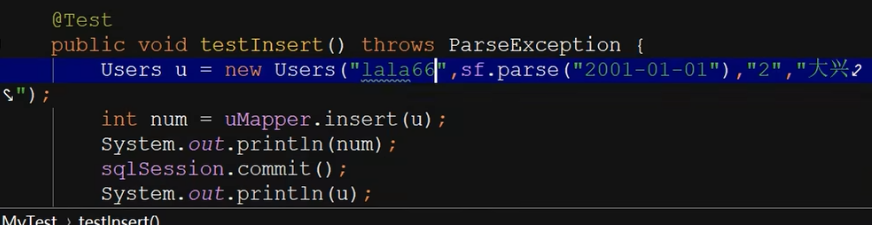 @Test
public void testInsert() throws ParseException {
Users u = new Users("lala66",sf.parse("2001-01-01"),"2","大兴
");
int num = uMapper.insert(u);
System.out.println(num);
sqlSession.commit();
System.out.println(u);
MyTest › testInsert()